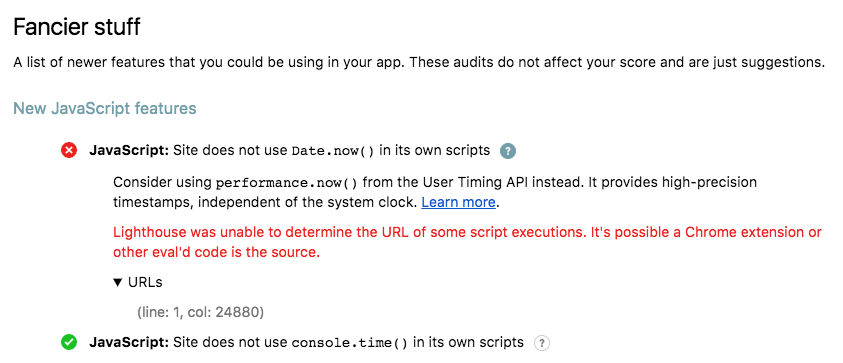 Fancier stuff
A list of newer features that you could be using in your app. These audits do not affect your score and are just suggestions.
New JavaScript features
JavaScript: Site does not use Date.now() in its own scripts ?
Consider using performance.now() from the User Timing API instead. It provides high-precision
timestamps, independent of the system clock. Learn more.
Lighthouse was unable to determine the URL of some script executions. It's possible a Chrome extension or
other eval'd code is the source.
▼ URLs
(line: 1, col: 24880)
JavaScript: Site does not use console.time() in its own scripts ?